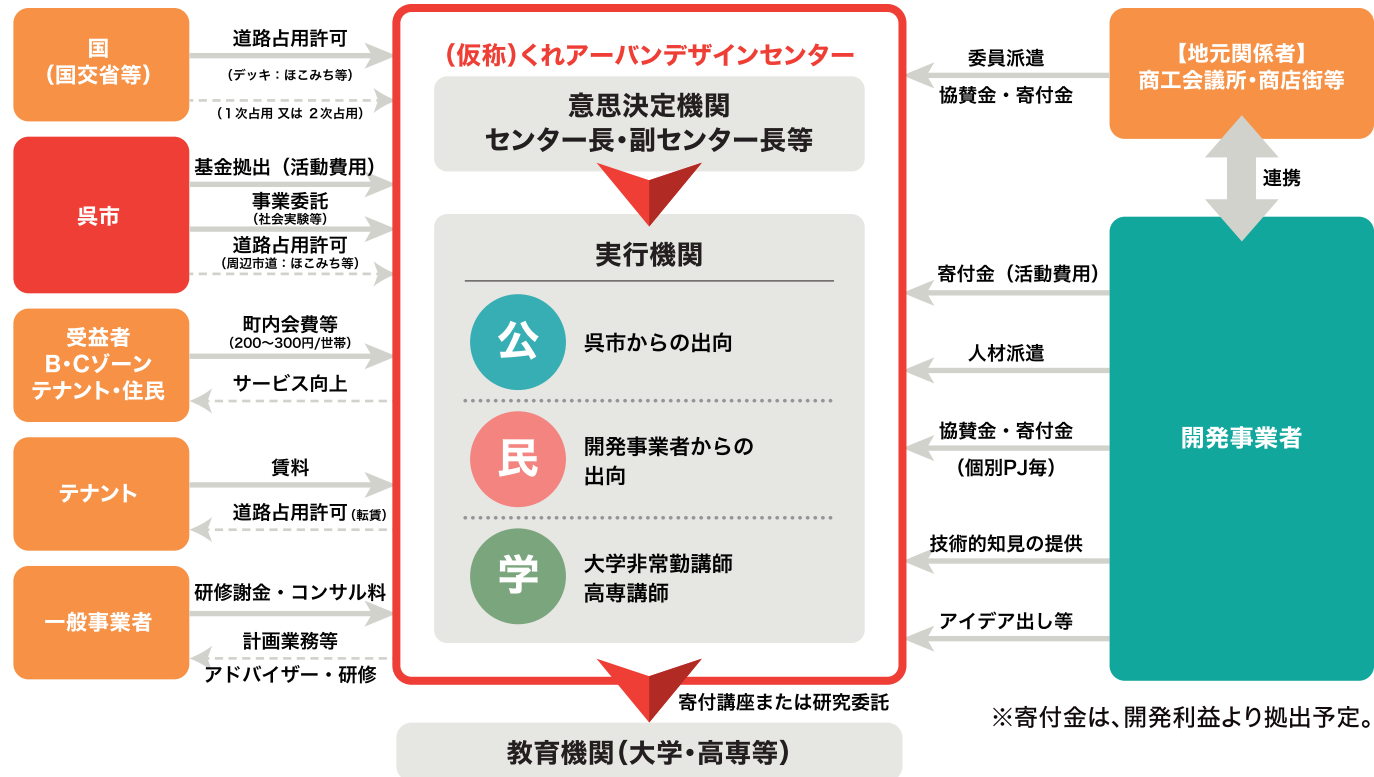 国
（国交省等）
道路占用許可
（デッキ：ほこみち等）
（１次占用 又は ２次占用）
呉市
基金拠出（活動費用）
事業委託
（社会実験等）
道路占用許可
（周辺市道：ほこみち等）
受益者
B・Cゾーン
テナント・住民
町内会費等
（200〜300円/世帯）
サービス向上
テナント
賃料
道路占用許可（転賃）
一般事業者
研修謝金・コンサル料
計画業務等
アドバイザー・研修
（仮称）くれアーバンデザインセンター
意思決定機関
センター長・副センター長等
実行機関
公
呉市からの出向
民
開発事業者からの
出向
学
大学非常勤講師
高専講師
寄付講座または研究委託
教育機関（大学・高専等）
委員派遣
協賛金・寄付金
【地元関係者】
商工会議所・商店街等
連携
寄付金（活動費用）
人材派遣
協賛金・寄付金
（個別PJ毎）
技術的知見の提供
アイデア出し等
開発事業者
※寄付金は、開発利益より拠出予定。